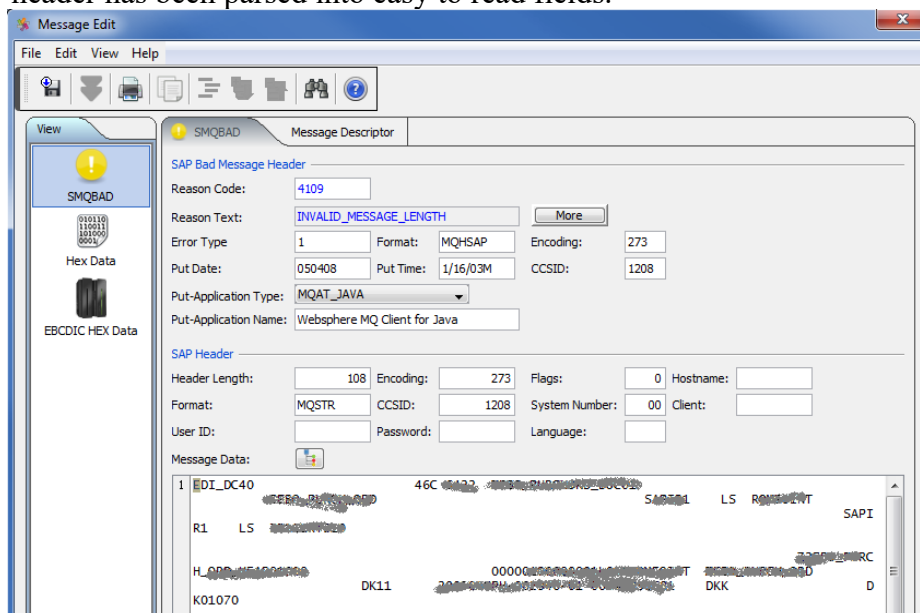 header has been parsed into easy to read fields.
Message Edit
File Edit View Help
View
SMQBAD
Hex Data
EBCDIC HEX Data
SMQBAD Message Descriptor
SAP Bad Message Header
Reason Code: 4109
Reason Text: INVALID_MESSAGE_LENGTH More
Error Type 1 Format: MQHSAP Encoding: 273
Put Date: 050408 Put Time: 1/16/03M CCSID: 1208
Put-Application Type: MQAT_JAVA
Put-Application Name: Websphere MQ Client for Java
SAP Header
Header Length: 108 Encoding: 273 Flags: 0 Hostname:
Format: MQSTR CCSID: 1208 System Number: 00 Client:
User ID: Password: Language:
Message Data:
1 EDI_DC40 46C
LS
SAPI
R1 LS
RC
DK11 DKK D
K01070